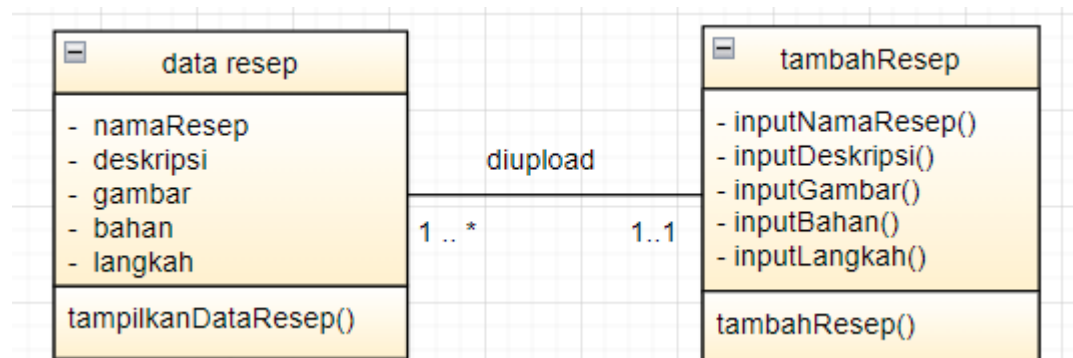 data resep
- namaResep
- deskripsi
- gambar
- bahan
- langkah
tampilkanDataResep()
diupload
1 .. *
1..1
tambahResep
- inputNamaResep()
- inputDeskripsi()
- inputGambar()
- inputBahan()
- inputLangkah()
tambahResep()